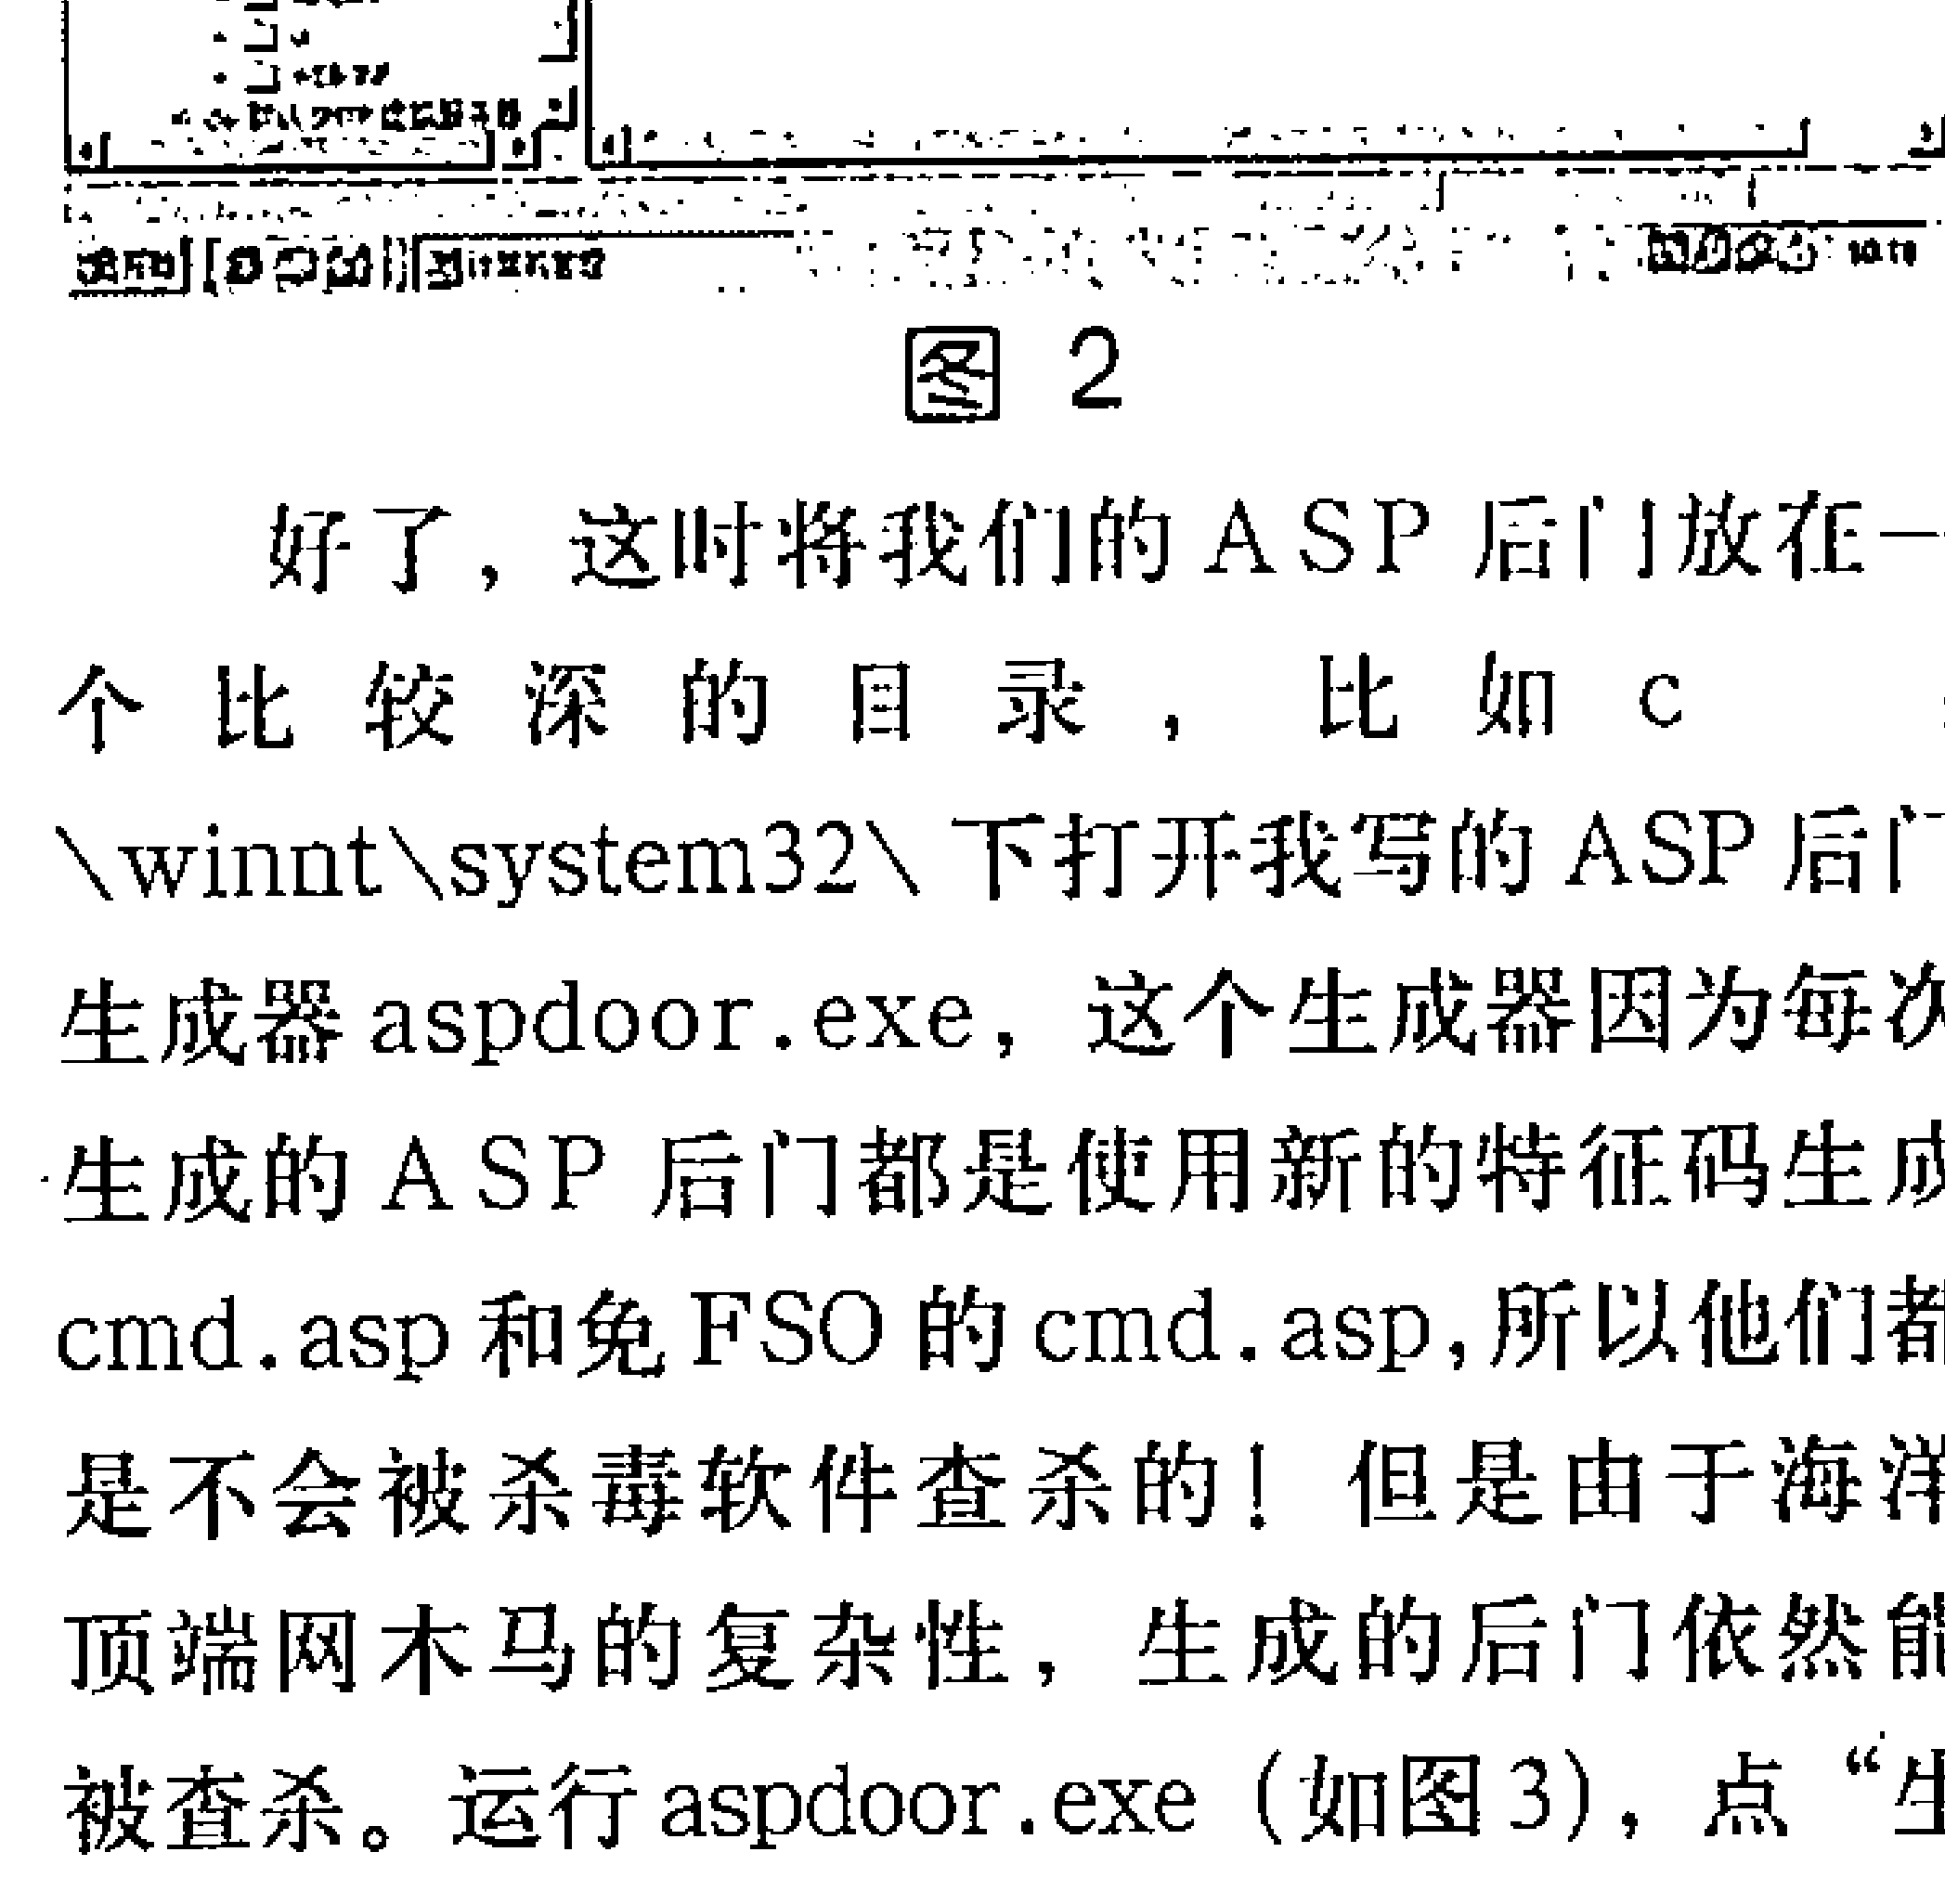 图 2
好了，这时将我们的ASP后门放在一
个比较深的目录，比如c:
\winnt\system32\下打开我写的ASP后门
生成器aspdoor.exe，这个生成器因为每次
生成的ASP后门都是使用新的特征码生成
cmd.asp和免FSO的cmd.asp,所以他们都
是不会被杀毒软件查杀的！但是由于海洋
顶端网木马的复杂性，生成的后门依然能
被查杀。运行aspdoor.exe（如图3），点“生